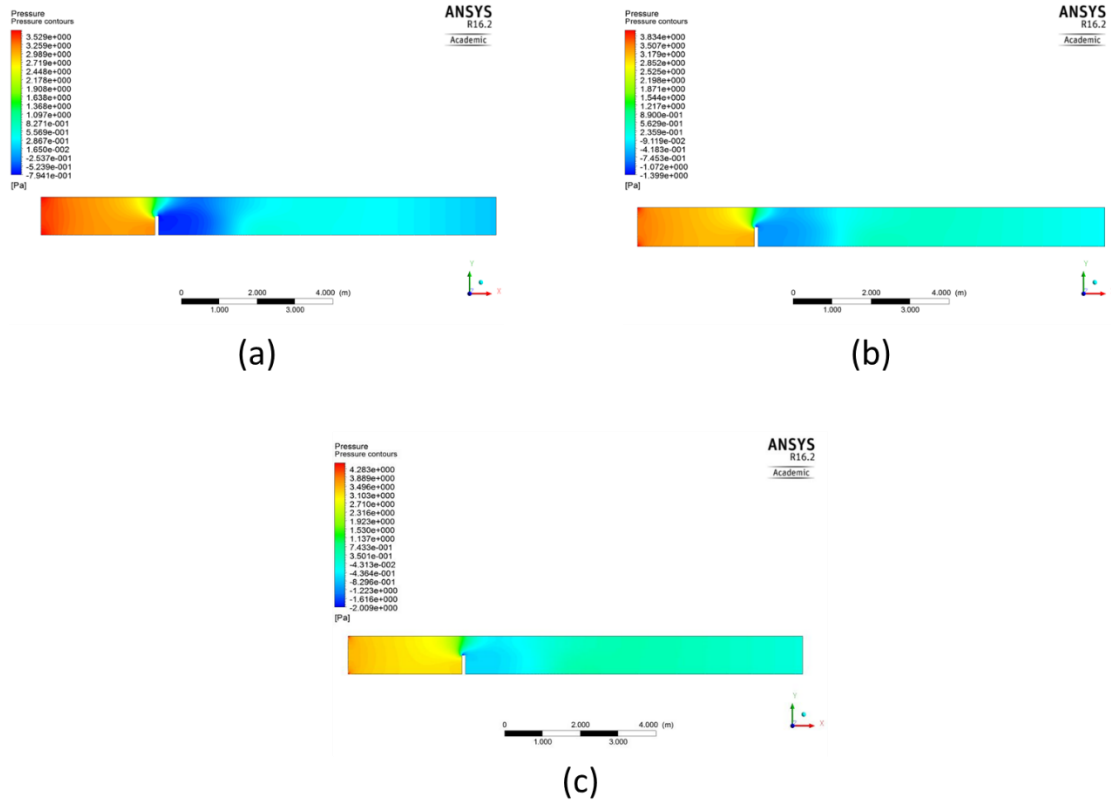 Pressure
Pressure contours
3.529e+000
3.259e+000
2.989e+000
2.719e+000
2.448e+000
2.178e+000
1.908e+000
1.638e+000
1.368e+000
1.097e+000
8.271e-001
5.569e-001
2.867e-001
1.650e-002
-2.537e-001
-5.239e-001
-7.941e-001
[Pa]
ANSYS
R16.2
Academic
0 2.000 4.000 (m)
1.000 3.000
Y
X
(a)
Pressure
Pressure contours
3.834e+000
3.507e+000
3.179e+000
2.852e+000
2.525e+000
2.198e+000
1.871e+000
1.544e+000
1.217e+000
8.900e-001
5.629e-001
2.359e-001
-9.119e-002
-4.183e-001
-7.453e-001
-1.072e+000
-1.399e+000
[Pa]
ANSYS
R16.2
Academic
0 2.000 4.000 (m)
1.000 3.000
Y
X
(b)
Pressure
Pressure contours
4.283e+000
3.889e+000
3.496e+000
3.103e+000
2.710e+000
2.316e+000
1.923e+000
1.530e+000
1.137e+000
7.433e-001
3.501e-001
-4.313e-002
-4.364e-001
-8.296e-001
-1.223e+000
-1.616e+000
-2.009e+000
[Pa]
ANSYS
R16.2
Academic
0 2.000 4.000 (m)
1.000 3.000
Y
X
(c)